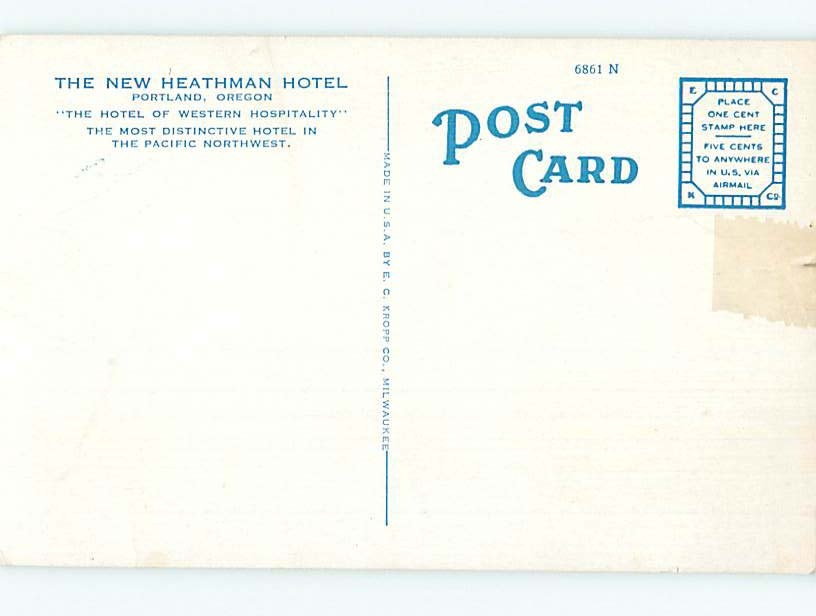 THE NEW HEATHMAN HOTEL
PORTLAND, OREGON
"THE HOTEL OF WESTERN HOSPITALITY"
THE MOST DISTINCTIVE HOTEL IN
THE PACIFIC NORTHWEST.
MADE IN U.S.A. BY E. C. KROPP CO., MILWAUKEE
6861 N
POST
CARD
E C
PLACE
ONE CENT
STAMP HERE
FIVE CENTS
TO ANYWHERE
IN U.S. VIA
AIRMAIL
K CO.